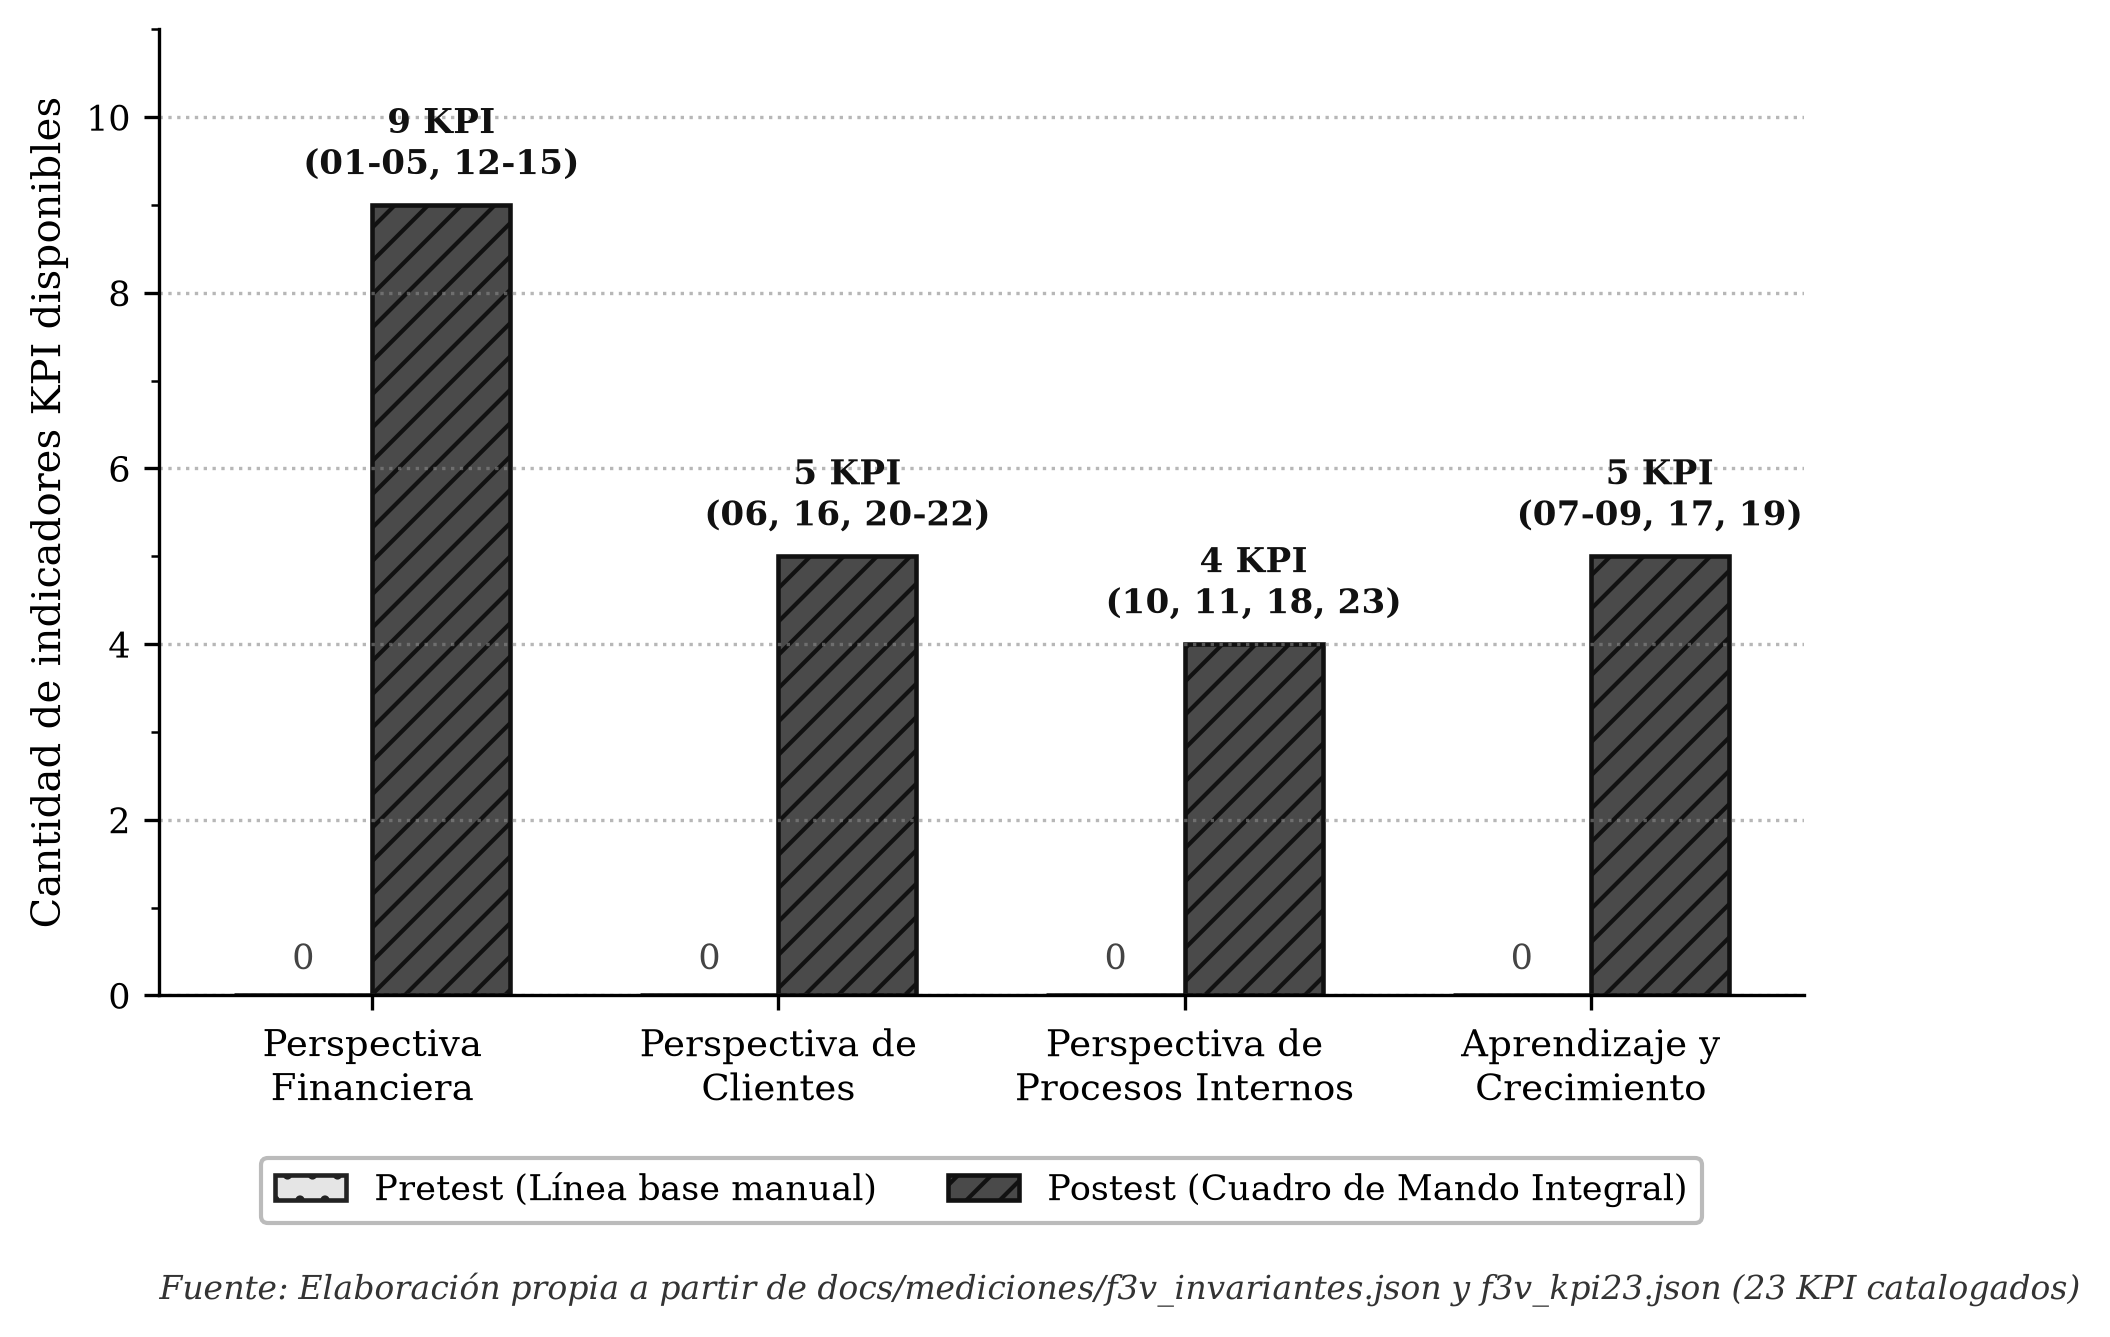 Cantidad de indicadores KPI disponibles
10
8
6
4
2
0
9 KPI
(01-05, 12-15)
5 KPI
(06, 16, 20-22)
4 KPI
(10, 11, 18, 23)
5 KPI
(07-09, 17, 19)
0
0
0
0
Perspectiva
Financiera
Perspectiva de
Clientes
Perspectiva de
Procesos Internos
Aprendizaje y
Crecimiento
Pretest (Línea base manual)
Postest (Cuadro de Mando Integral)
Fuente: Elaboración propia a partir de docs/mediciones/f3v_invariantes.json y f3v_kpi23.json (23 KPI catalogados)